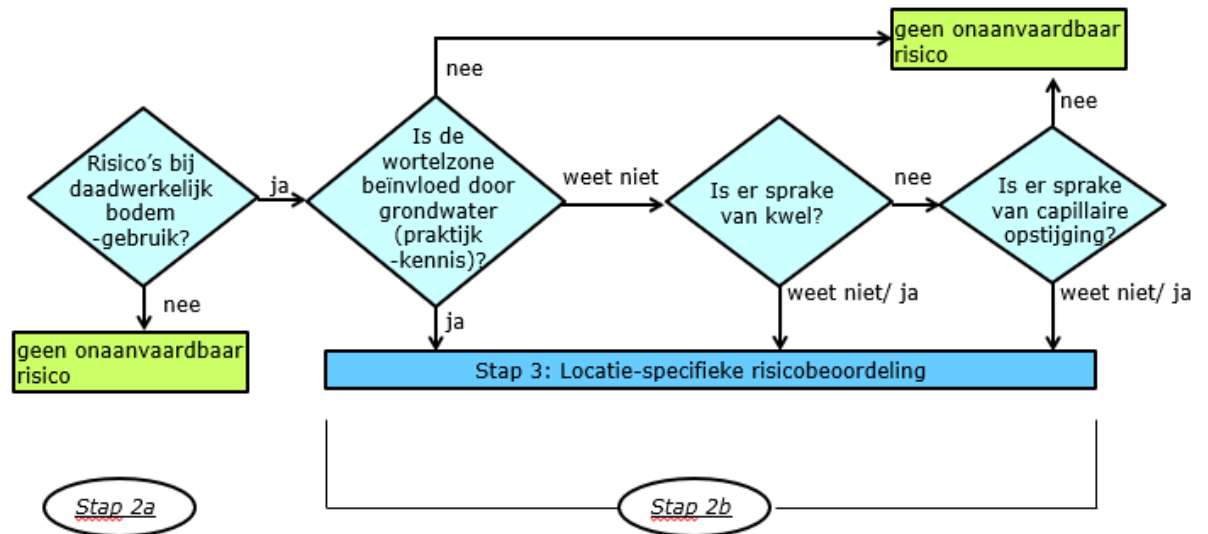 geen onaanvaardbaar
risico
nee
nee
Risico's bij
daadwerkelijk
bodem
-gebruik?
ja
Is de
wortelzone
beïnvloed door
grondwater
(praktijk
-kennis)?
weet niet
Is er sprake
van kwel?
nee
Is er sprake
van capillaire
opstijging?
nee
ja
weet niet/ ja
weet niet/ ja
geen onaanvaardbaar
risico
Stap 3: Locatie-specifieke risicobeoordeling
Stap 2a
Stap 2b